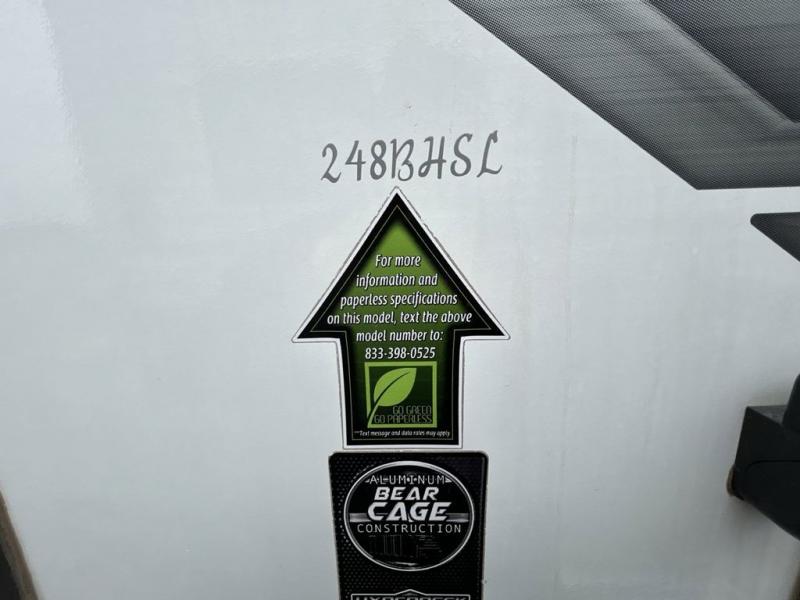 248BHSL
For more
information and
paperless specifications
on this model, text the above
model number to:
833-398-0525
GO GREEN
GO PAPERLESS
**Text message and data rates may apply
ALUMINUM
BEAR
CAGE
CONSTRUCTION
HYPERDECK